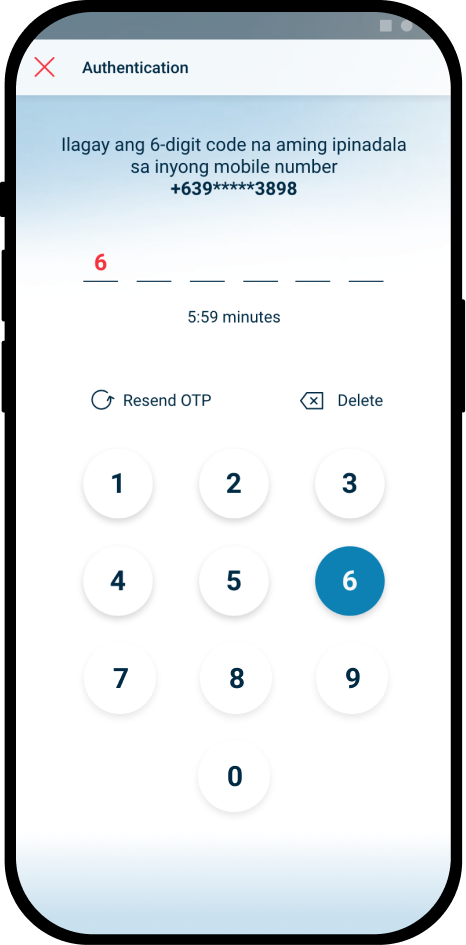 Authentication
Ilagay ang 6-digit code na aming ipinadala
sa inyong mobile number
+639*****3898
6
5:59 minutes
Resend OTP
Delete
1
2
3
4
5
6
7
8
9
0